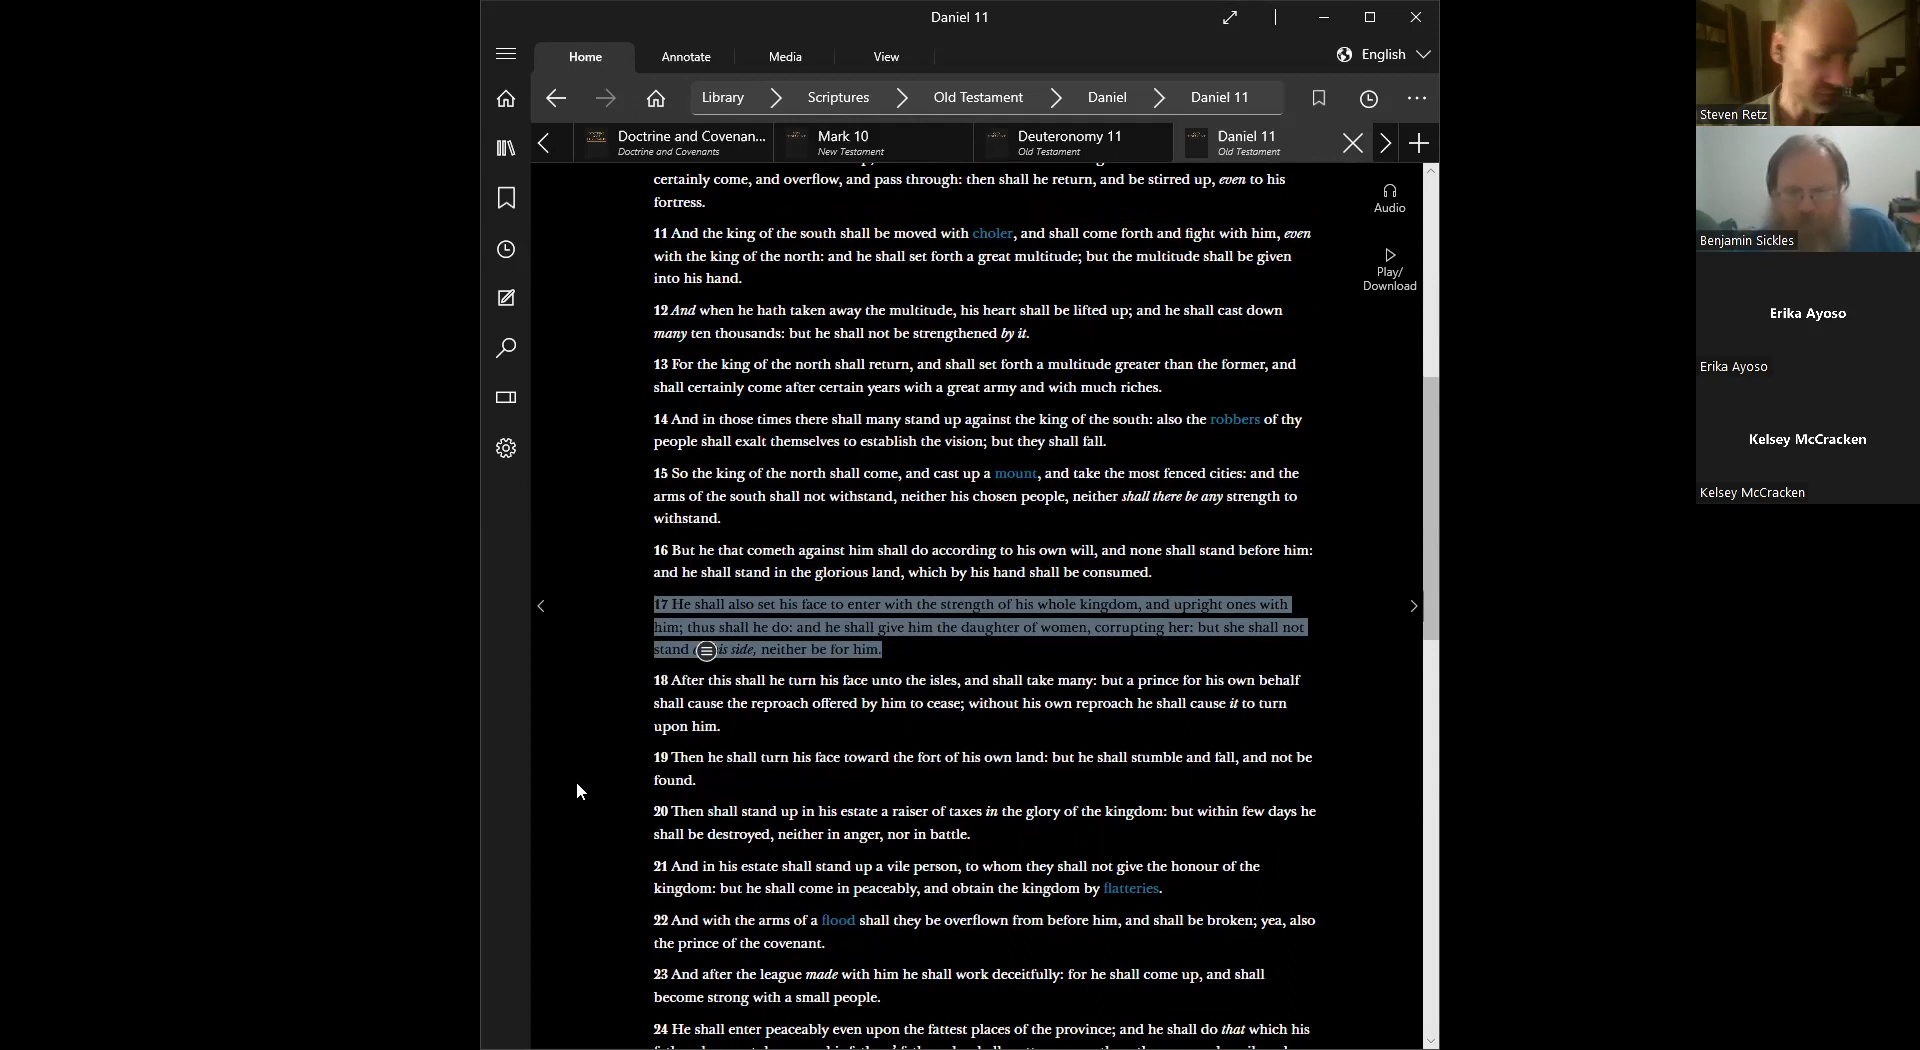 Daniel 11
Home Annotate Media View
English
Library Scriptures Old Testament Daniel Daniel 11
Doctrine and Covenan... Mark 10 Deuteronomy 11 Daniel 11
Doctrine and Covenants New Testament Old Testament Old Testament
certainly come, and overflow, and pass through: then shall he return, and be stirred up, even to his
fortress.
11 And the king of the south shall be moved with choler, and shall come forth and fight with him, even
with the king of the north: and he shall set forth a great multitude; but the multitude shall be given
into his hand.
12 And when he hath taken away the multitude, his heart shall be lifted up; and he shall cast down
many ten thousands: but he shall not be strengthened by it.
13 For the king of the north shall return, and shall set forth a multitude greater than the former, and
shall certainly come after certain years with a great army and with much riches.
14 And in those times there shall many stand up against the king of the south: also the robbers of thy
people shall exalt themselves to establish the vision; but they shall fall.
15 So the king of the north shall come, and cast up a mount, and take the most fenced cities: and the
arms of the south shall not withstand, neither his chosen people, neither shall there be any strength to
withstand.
16 But he that cometh against him shall do according to his own will, and none shall stand before him:
and he shall stand in the glorious land, which by his hand shall be consumed.
17 He shall also set his face to enter with the strength of his whole kingdom, and upright ones with
him; thus shall he do: and he shall give him the daughter of women, corrupting her: but she shall not
stand is side, neither be for him.
18 After this shall he turn his face unto the isles, and shall take many: but a prince for his own behalf
shall cause the reproach offered by him to cease; without his own reproach he shall cause it to turn
upon him.
19 Then he shall turn his face toward the fort of his own land: but he shall stumble and fall, and not be
found.
20 Then shall stand up in his estate a raiser of taxes in the glory of the kingdom: but within few days he
shall be destroyed, neither in anger, nor in battle.
21 And in his estate shall stand up a vile person, to whom they shall not give the honour of the
kingdom: but he shall come in peaceably, and obtain the kingdom by flatteries.
22 And with the arms of a flood shall they be overflown from before him, and shall be broken; yea, also
the prince of the covenant.
23 And after the league made with him he shall work deceitfully: for he shall come up, and shall
become strong with a small people.
24 He shall enter peaceably even upon the fattest places of the province; and he shall do that which his
Audio
Play/
Download
Steven Retz
Benjamin Sickles
Erika Ayoso
Erika Ayoso
Kelsey McCracken
Kelsey McCracken